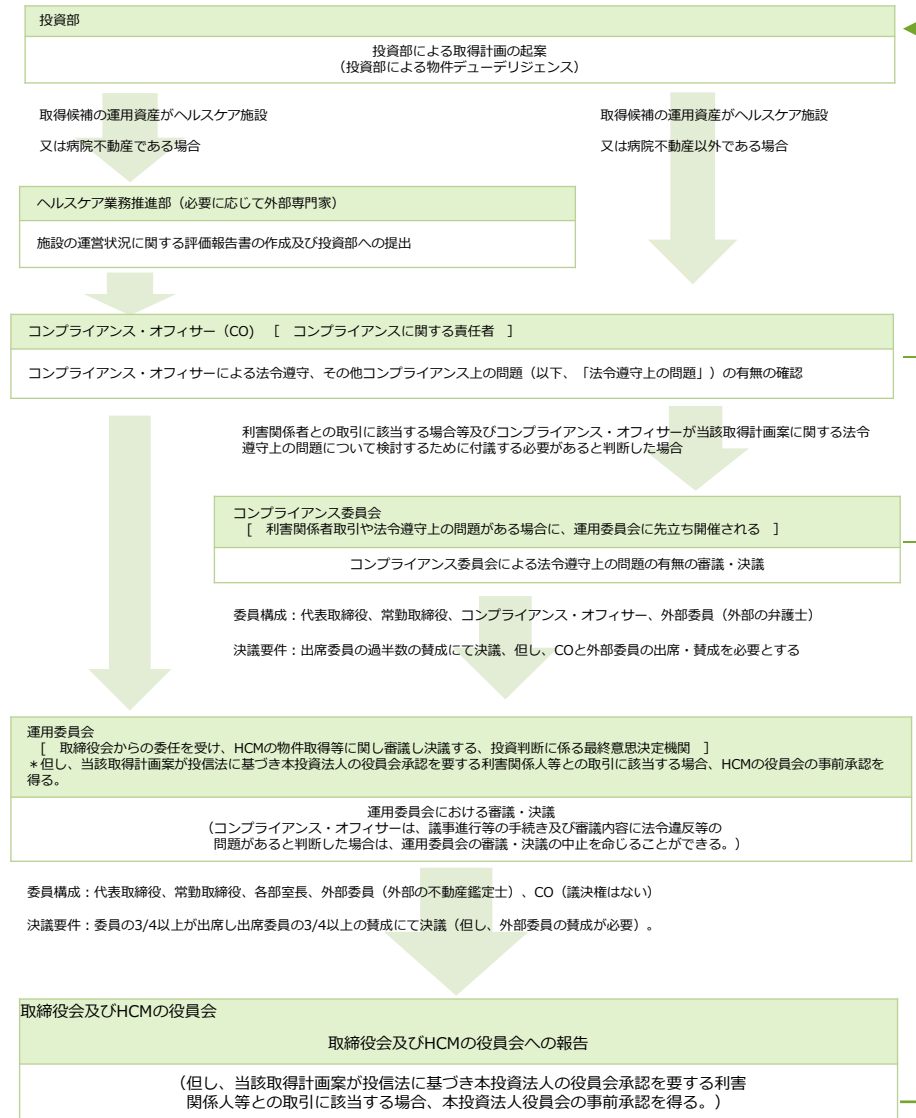 投資部
投資部による取得計画の起案
（投資部による物件デューデリジェンス）
取得候補の運用資産がヘルスケア施設
又は病院不動産である場合
取得候補の運用資産がヘルスケア施設
又は病院不動産以外である場合
ヘルスケア業務推進部（必要に応じて外部専門家）
施設の運営状況に関する評価報告書の作成及び投資部への提出
コンプライアンス・オフィサー（CO） ［ コンプライアンスに関する責任者 ］
コンプライアンス・オフィサーによる法令遵守、その他コンプライアンス上の問題（以下、「法令遵守上の問題」）の有無の確認
利害関係者との取引に該当する場合等及びコンプライアンス・オフィサーが当該取得計画案に関する法令
遵守上の問題について検討するために付議する必要があると判断した場合
コンプライアンス委員会
［ 利害関係者取引や法令遵守上の問題がある場合に、運用委員会に先立ち開催される ］
コンプライアンス委員会による法令遵守上の問題の有無の審議・決議
委員構成：代表取締役、常勤取締役、コンプライアンス・オフィサー、外部委員（外部の弁護士）
決議要件：出席委員の過半数の賛成にて決議、但し、COと外部委員の出席・賛成を必要とする
運用委員会
［ 取締役会からの委任を受け、HCMの物件取得等に関し審議し決議する、投資判断に係る最終意思決定機関 ］
＊但し、当該取得計画案が投信法に基づき本投資法人の役員会承認を要する利害関係人等との取引に該当する場合、HCMの役員会の事前承認を
得る。
運用委員会における審議・決議
（コンプライアンス・オフィサーは、議事進行等の手続き及び審議内容に法令違反等の
問題があると判断した場合は、運用委員会の審議・決議の中止を命じることができる。）
委員構成：代表取締役、常勤取締役、各部室長、外部委員（外部の不動産鑑定士）、CO（議決権はない）
決議要件：委員の3/4以上が出席し出席委員の3/4以上の賛成にて決議（但し、外部委員の賛成が必要）。
取締役会及びHCMの役員会
取締役会及びHCMの役員会への報告
（但し、当該取得計画案が投信法に基づき本投資法人の役員会承認を要する利害
関係人等との取引に該当する場合、本投資法人役員会の事前承認を得る。）